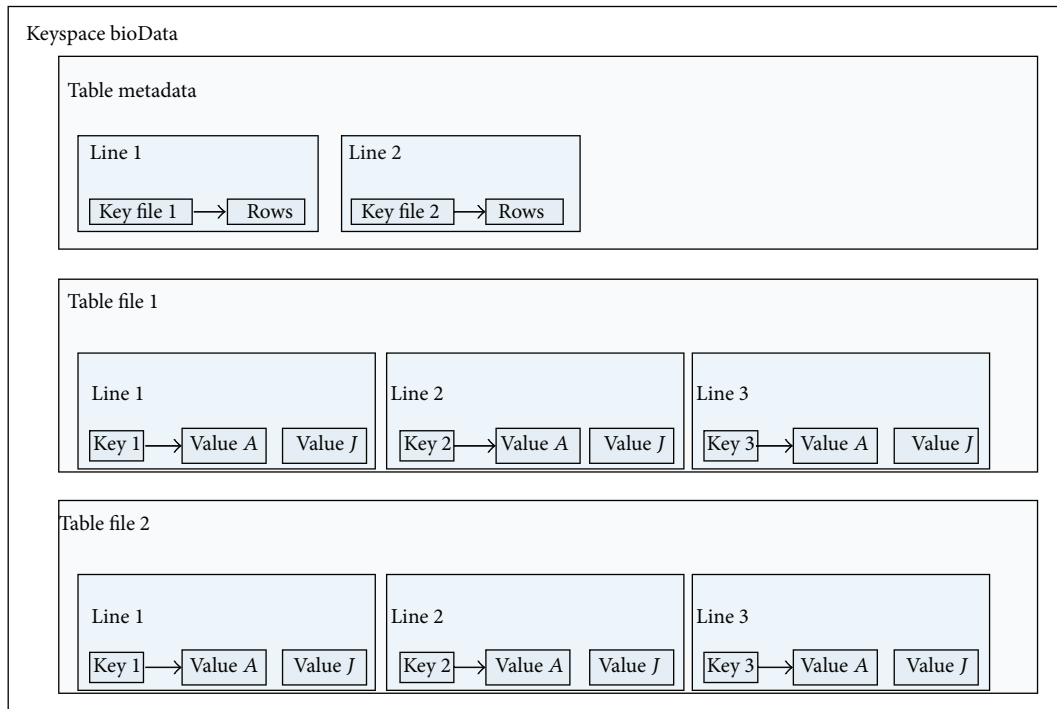 Keyspace bioData
Table metadata
Line 1
Line 2
Key file 1 Rows
Key file 2 Rows
Table file 1
Line 1
Line 2
Line 3
Key 1 Value A Value J
Key 2 Value A Value J
Key 3 Value A Value J
Table file 2
Line 1
Line 2
Line 3
Key 1 Value A Value J
Key 2 Value A Value J
Key 3 Value A Value J